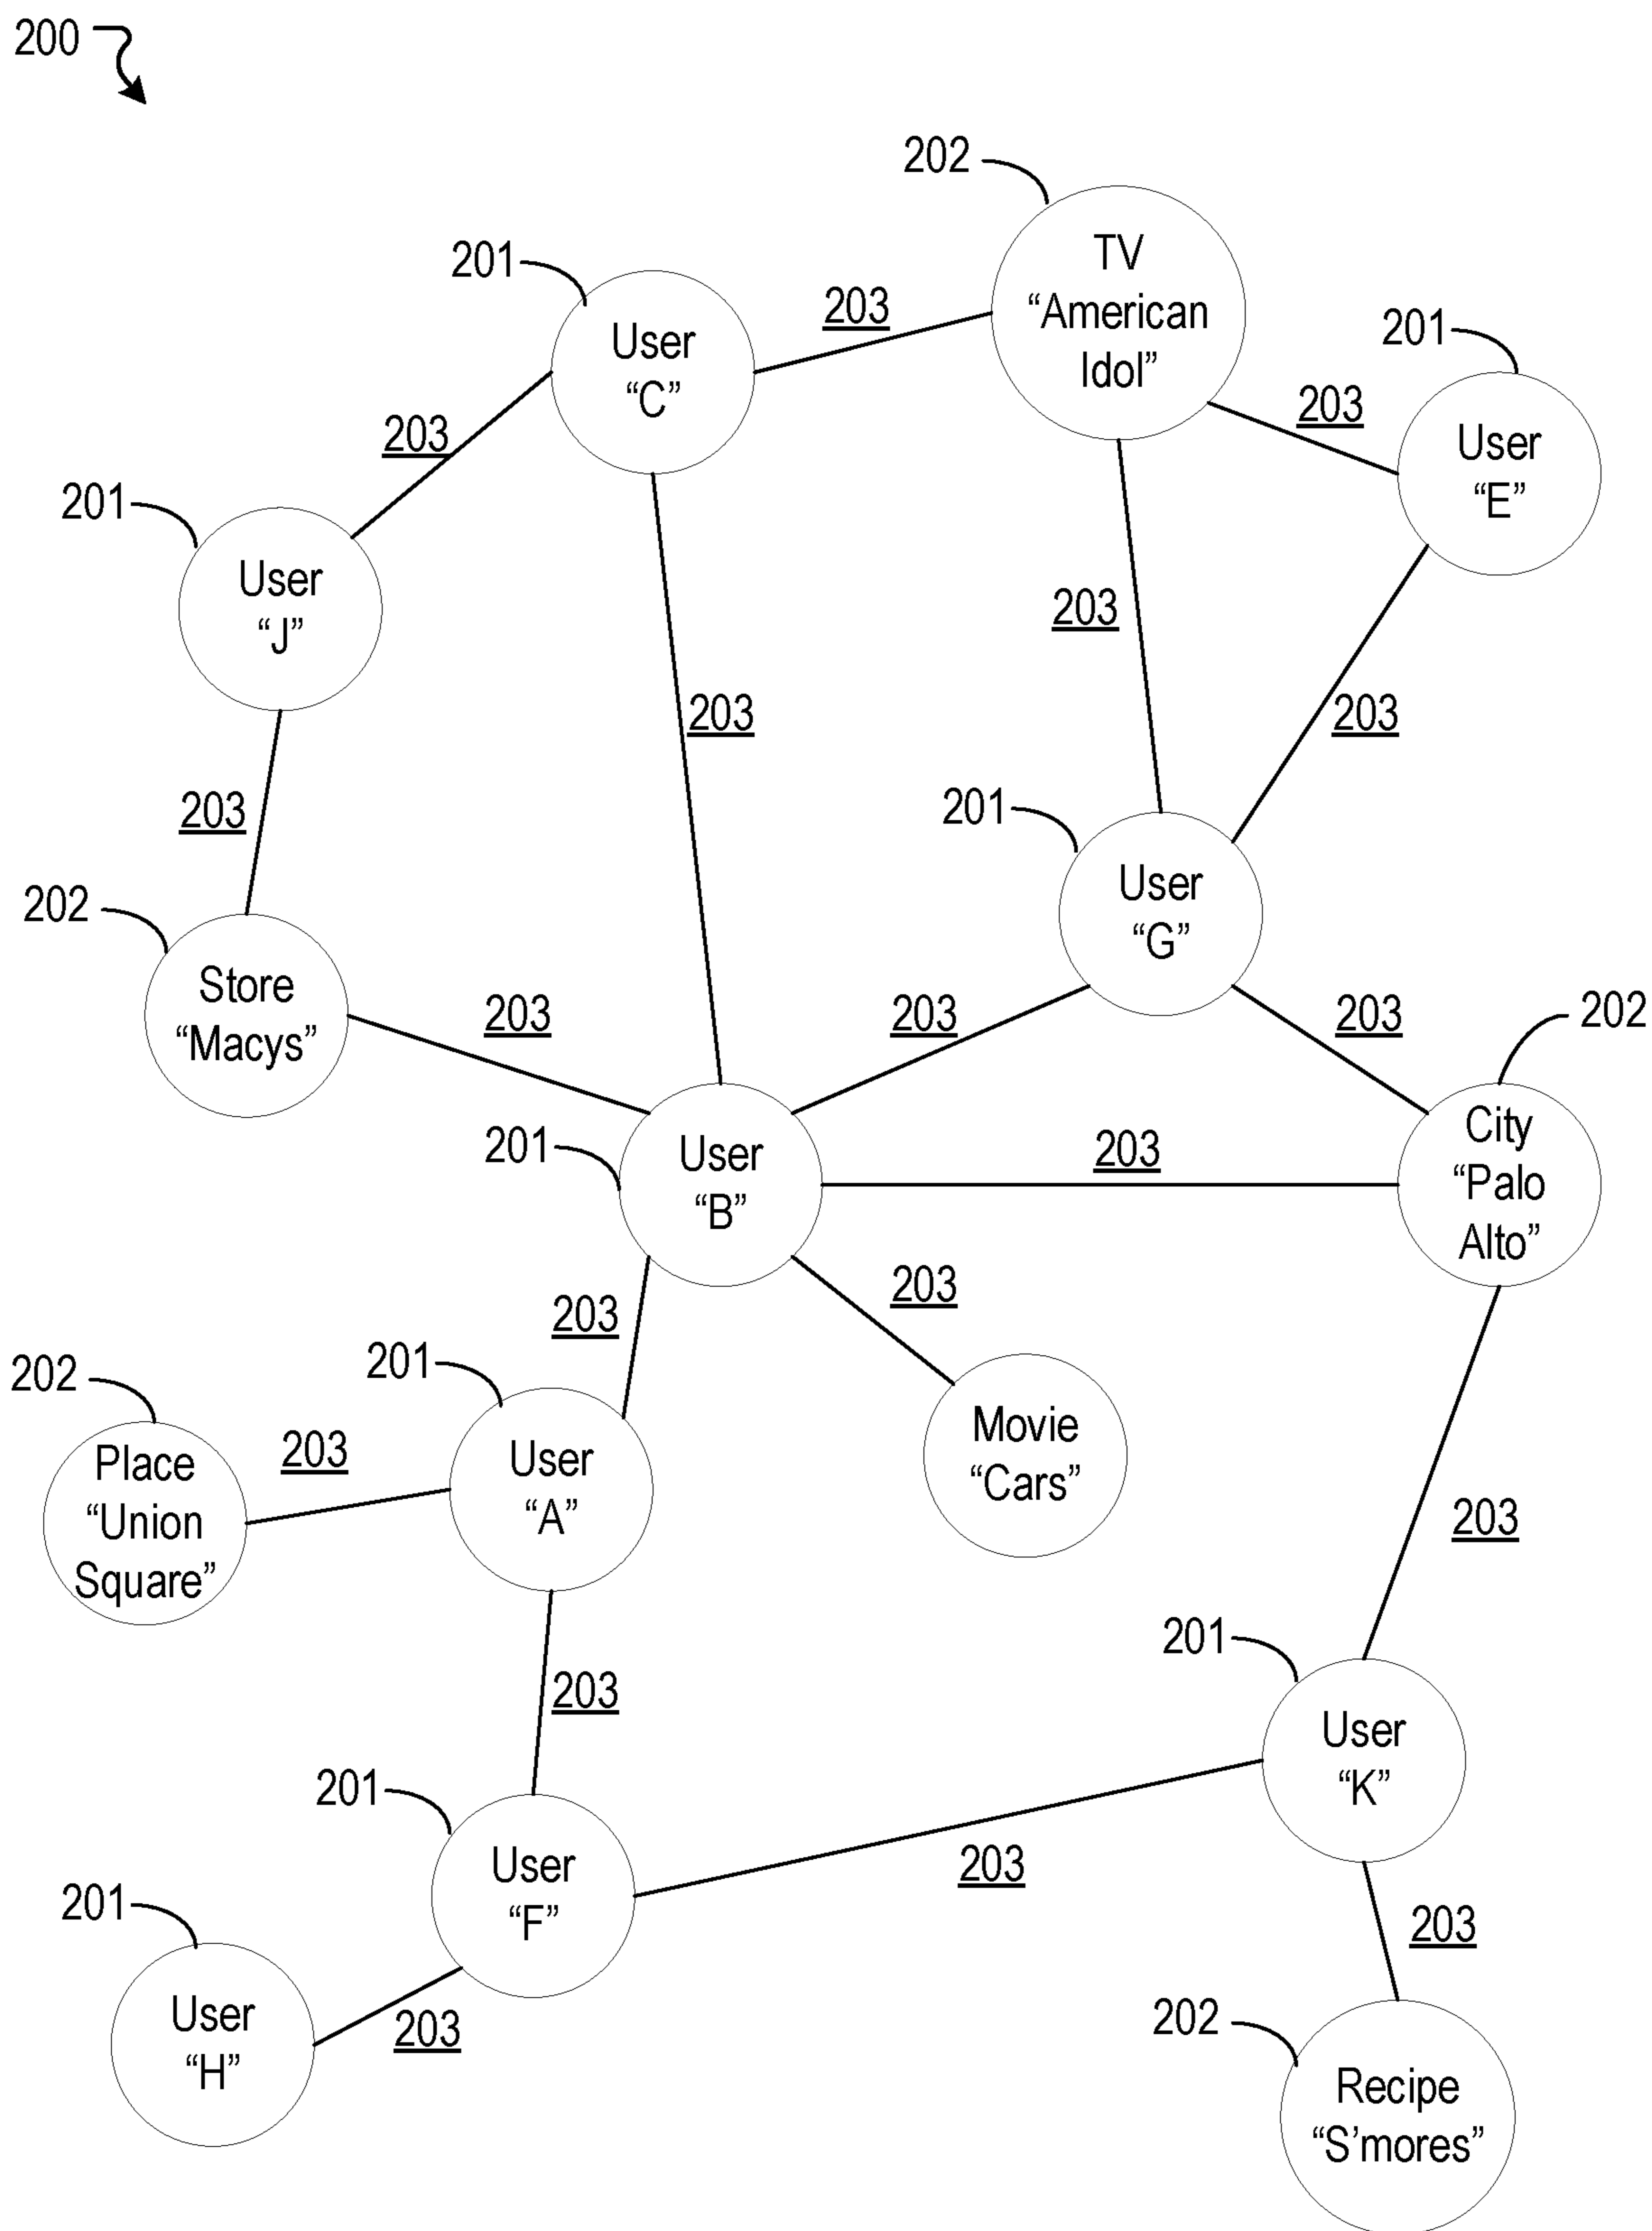 200
202
TV
“American
Idol”
201
User
“C”
203
201
User
“E”
203
203
201
User
“J”
203
203
203
203
203
201
User
“G”
202
Store
“Macys”
203
203
203
202
City
“Palo
Alto”
201
User
“B”
203
203
203
202
Place
“Union
Square”
203
201
User
“A”
Movie
“Cars”
203
203
201
User
“K”
201
User
“F”
203
201
User
“H”
203
203
202
Recipe
“S’mores”